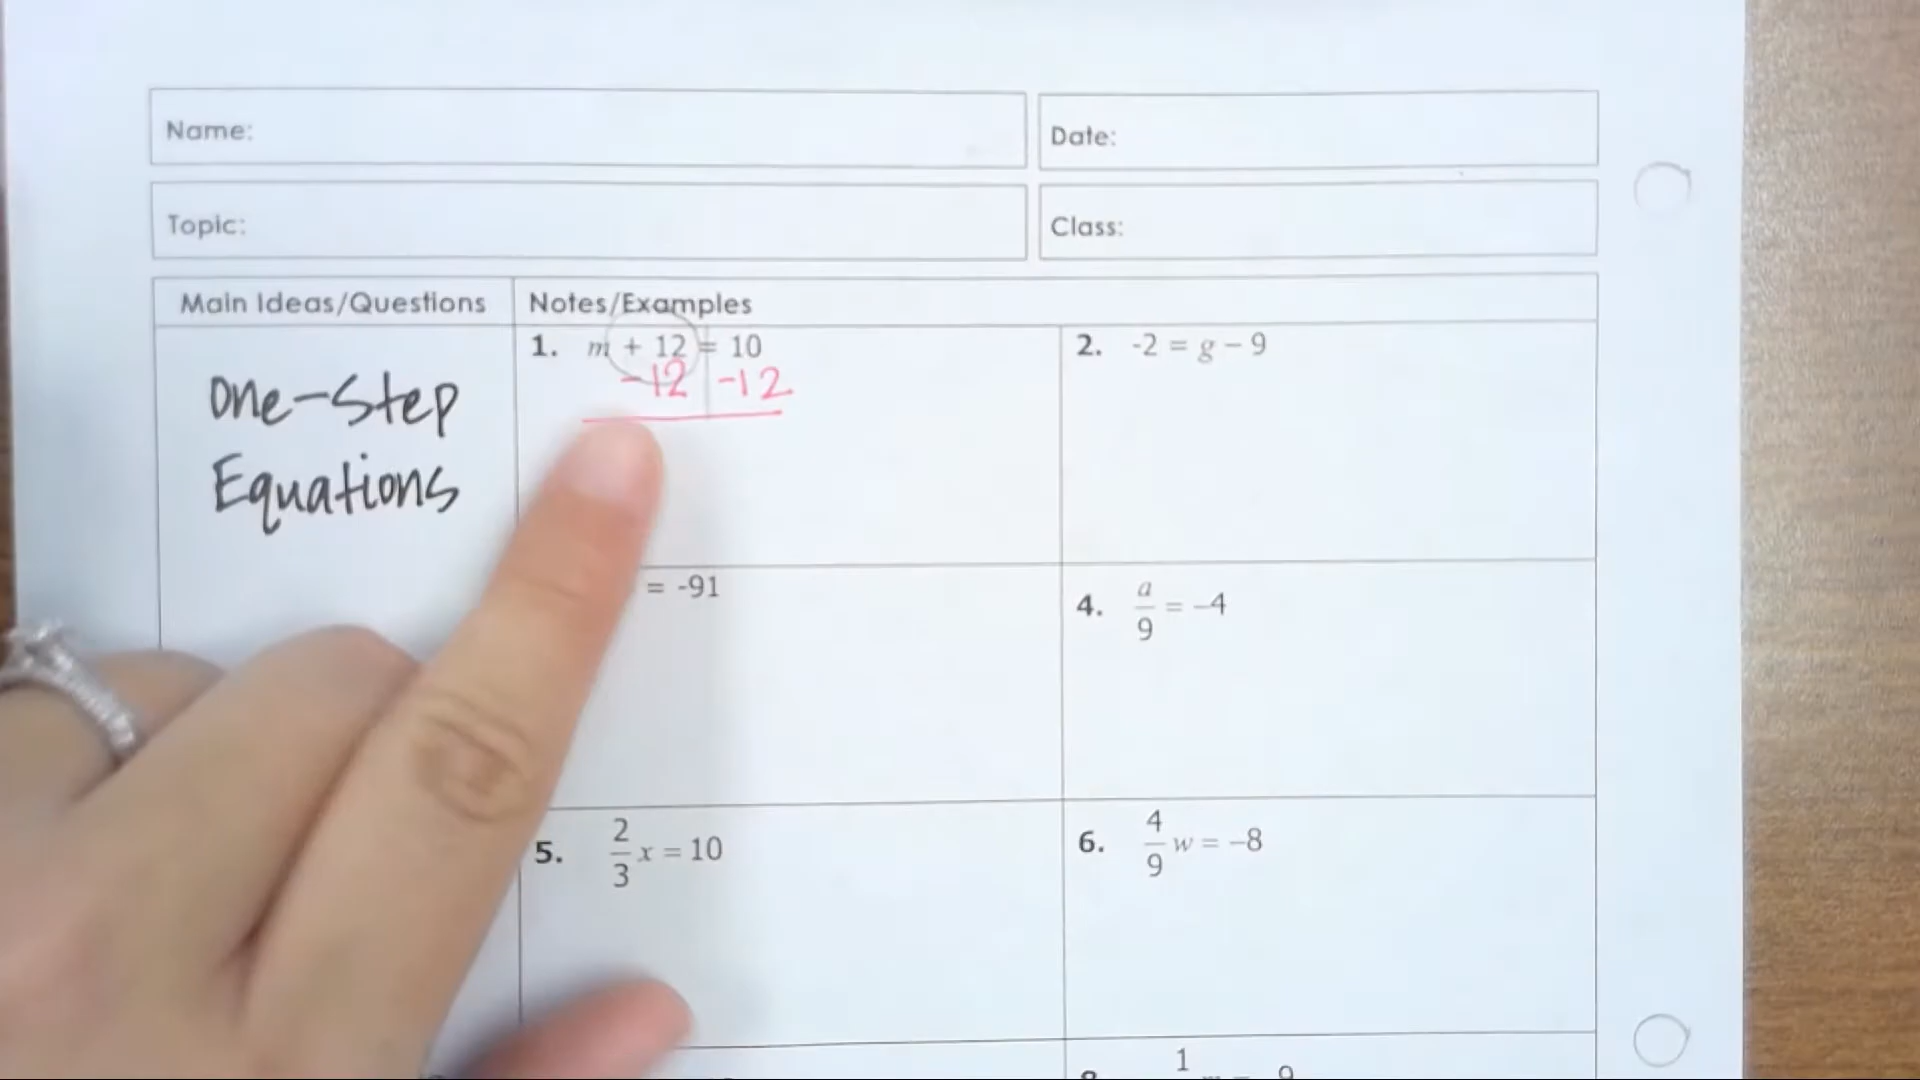 Name:
Date:
Topic:
Class:
Main Ideas/Questions
Notes/Examples
One-Step
Equations
1. m + 12 = 10
-12 -12
2. -2 = g − 9
= -91
4. a/9 = −4
5. 2/3 x = 10
6. 4/9 w = −8
1